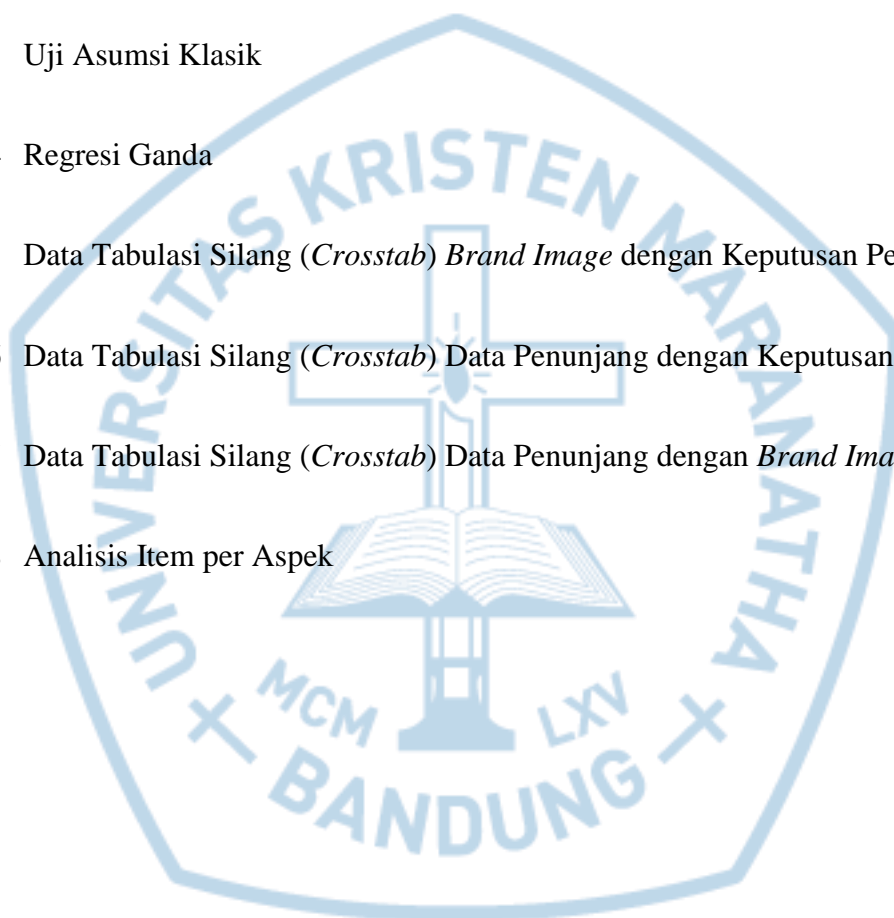 Uji Asumsi Klasik
Regresi Ganda
Data Tabulasi Silang (Crosstab) Brand Image dengan Keputusan Pe
Data Tabulasi Silang (Crosstab) Data Penunjang dengan Keputusan
Data Tabulasi Silang (Crosstab) Data Penunjang dengan Brand Ima
Analisis Item per Aspek
UNIVERSITAS KRISTEN MARANATHA
MCM LXV
BANDUNG